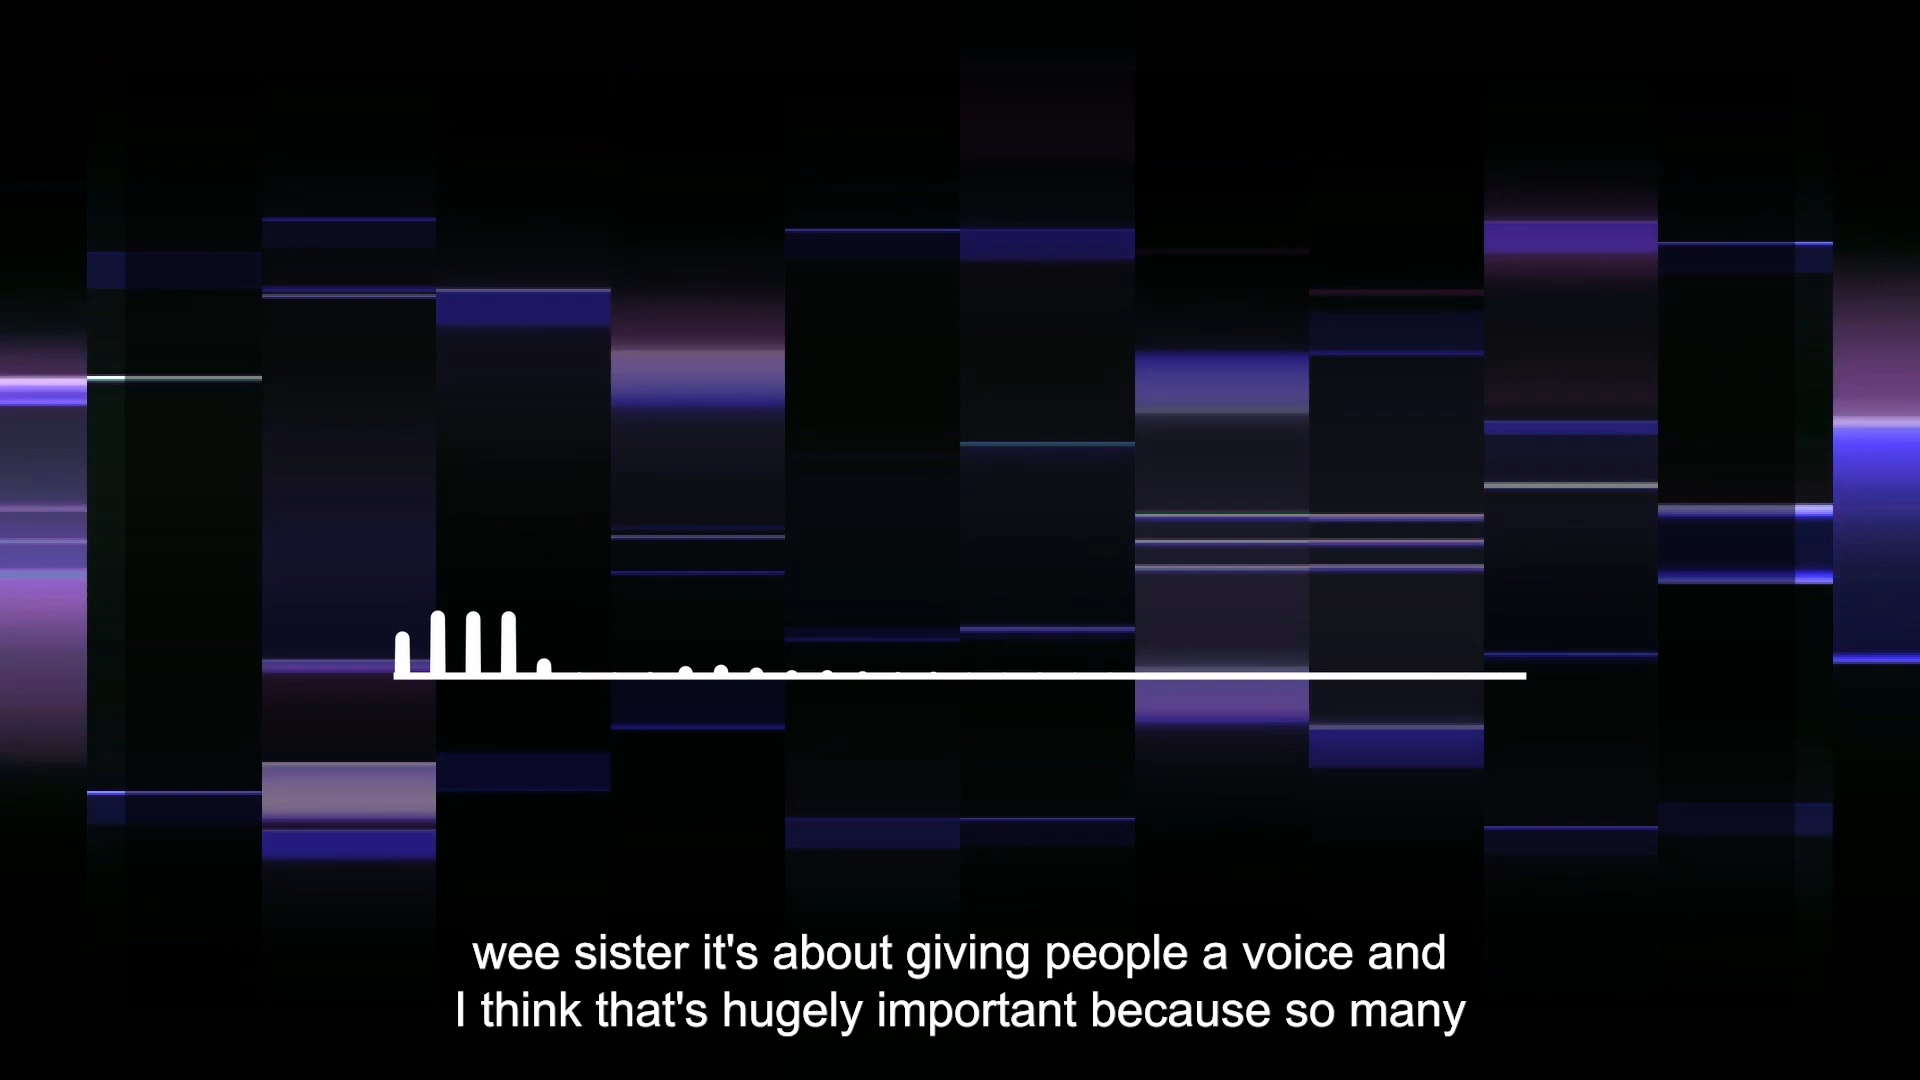 wee sister it's about giving people a voice and
I think that's hugely important because so many